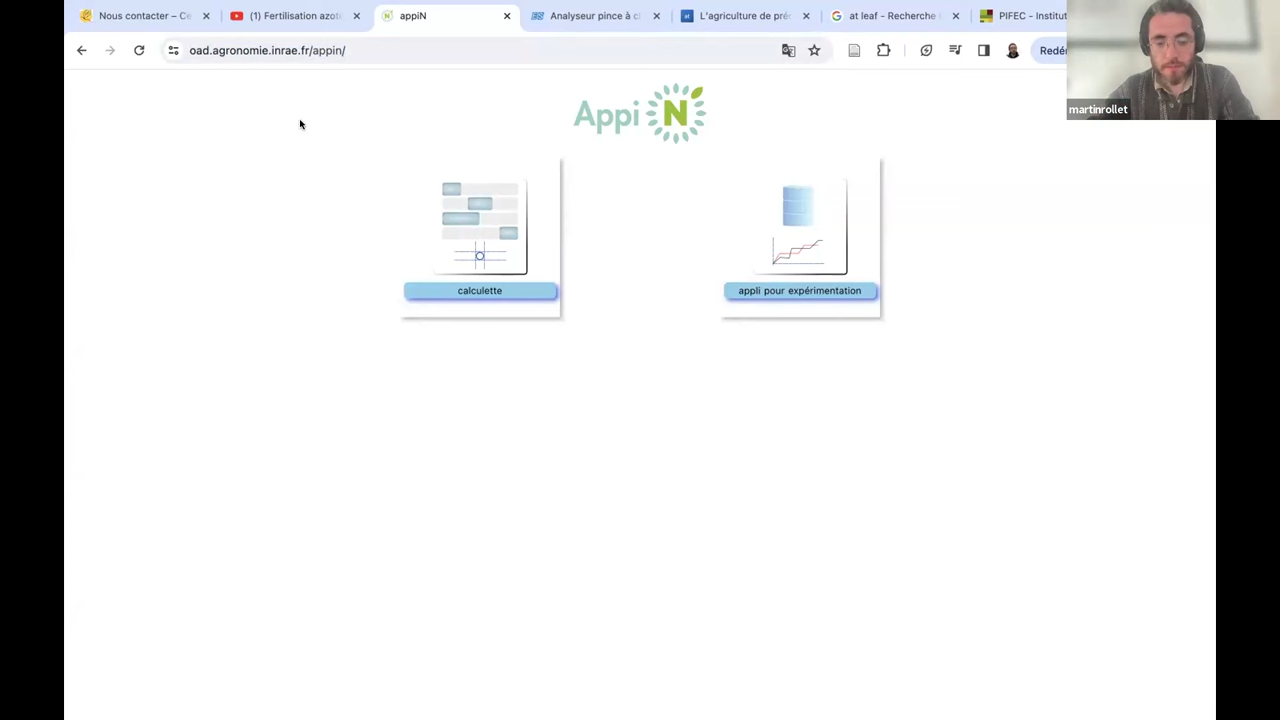 Nous contacter – Ce
(1) Fertilisation azot
appiN
Analyseur pince à c
L'agriculture de pré
at leaf - Recherche
PIFEC - Institut
oad.agronomie.inrae.fr/appin/
Redé
martinrollet
Appi N
calculette
appli pour expérimentation